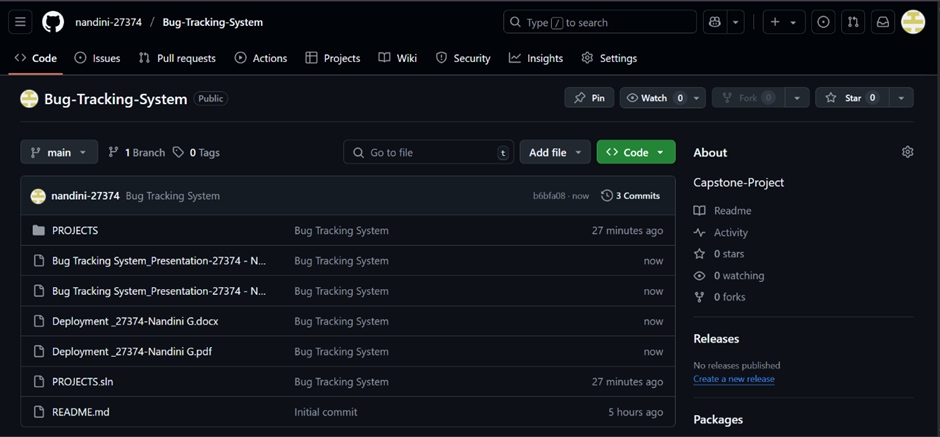 nandini-27374 / Bug-Tracking-System
Type / to search
Code Issues Pull requests Actions Projects Wiki Security Insights Settings
Bug-Tracking-System Public
Pin Watch 0 Fork 0 Star 0
main 1 Branch 0 Tags
Go to file t Add file Code
nandini-27374 Bug Tracking System b6bfa08 · now 3 Commits
PROJECTS Bug Tracking System 27 minutes ago
Bug Tracking System_Presentation-27374 - N... Bug Tracking System now
Bug Tracking System_Presentation-27374 - N... Bug Tracking System now
Deployment _27374-Nandini G.docx Bug Tracking System now
Deployment _27374-Nandini G.pdf Bug Tracking System now
PROJECTS.sln Bug Tracking System 27 minutes ago
README.md Initial commit 5 hours ago
About
Capstone-Project
Readme
Activity
0 stars
0 watching
0 forks
Releases
No releases published
Create a new release
Packages